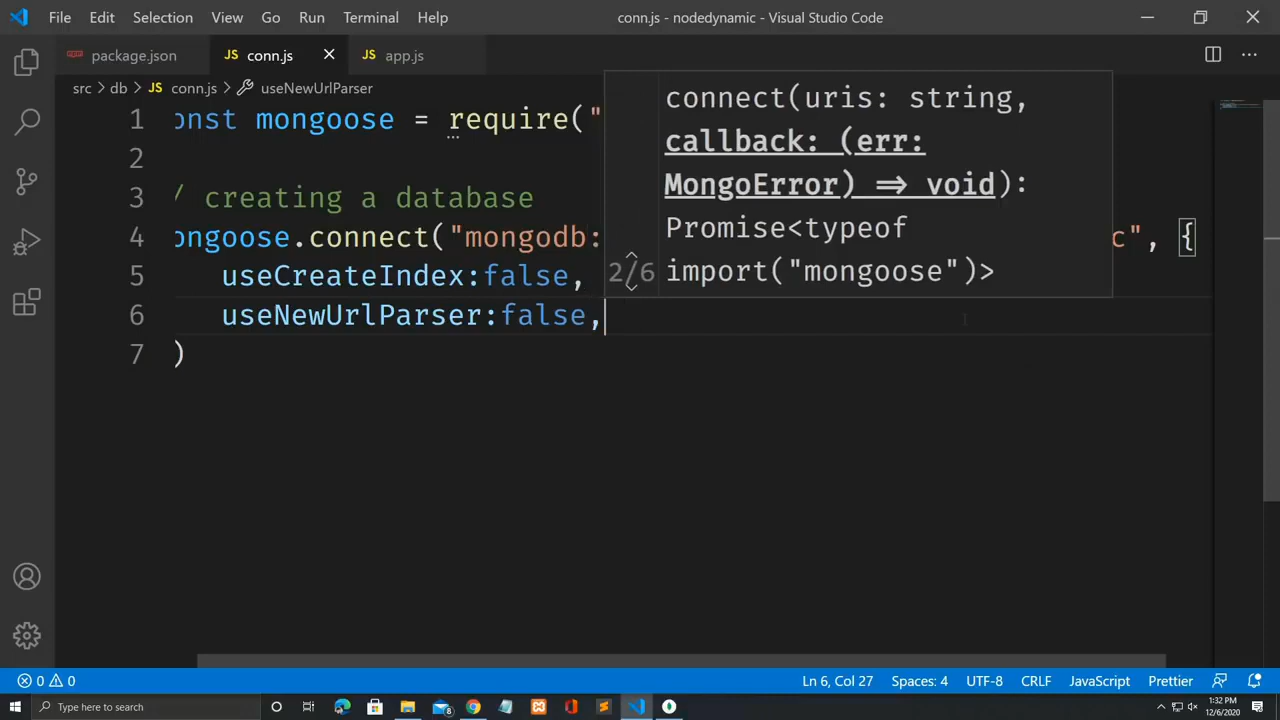 File Edit Selection View Go Run Terminal Help conn.js - nodedynamic - Visual Studio Code
package.json JS conn.js JS app.js
src > db > JS conn.js > useNewUrlParser
1 onst mongoose = require("
2
3 / creating a database
4 ongoose.connect("mongodb: c", {
5 useCreateIndex:false,
6 useNewUrlParser:false,
7 )
connect(uris: string,
callback: (err:
MongoError) => void):
Promise<typeof
2/6 import("mongoose")>
0 0 Ln 6, Col 27 Spaces: 4 UTF-8 CRLF JavaScript Prettier
Type here to search 8 1:32 PM
12/6/2020